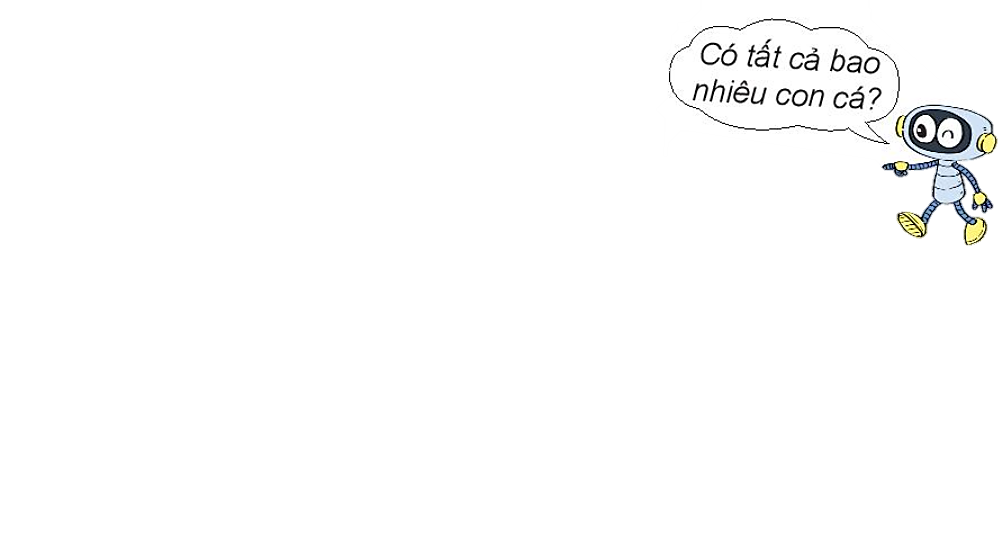 Có tất cả bao
nhiêu con cá?